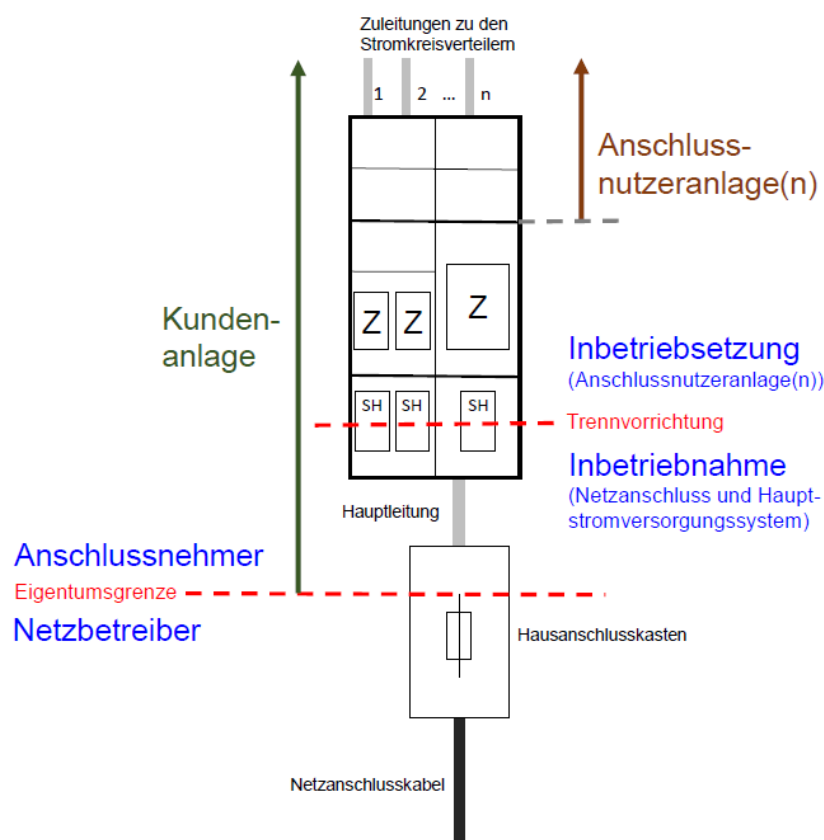 Zuleitungen zu den
Stromkreisverteilern
1 2 ... n
Anschluss-
nutzeranlage(n)
Kunden-
anlage
Z Z Z
Inbetriebsetzung
(Anschlussnutzeranlage(n))
SH SH SH
Trennvorrichtung
Inbetriebnahme
(Netzanschluss und Haupt-
stromversorgungssystem)
Hauptleitung
Anschlussnehmer
Eigentumsgrenze
Netzbetreiber
Hausanschlusskasten
Netzanschlusskabel